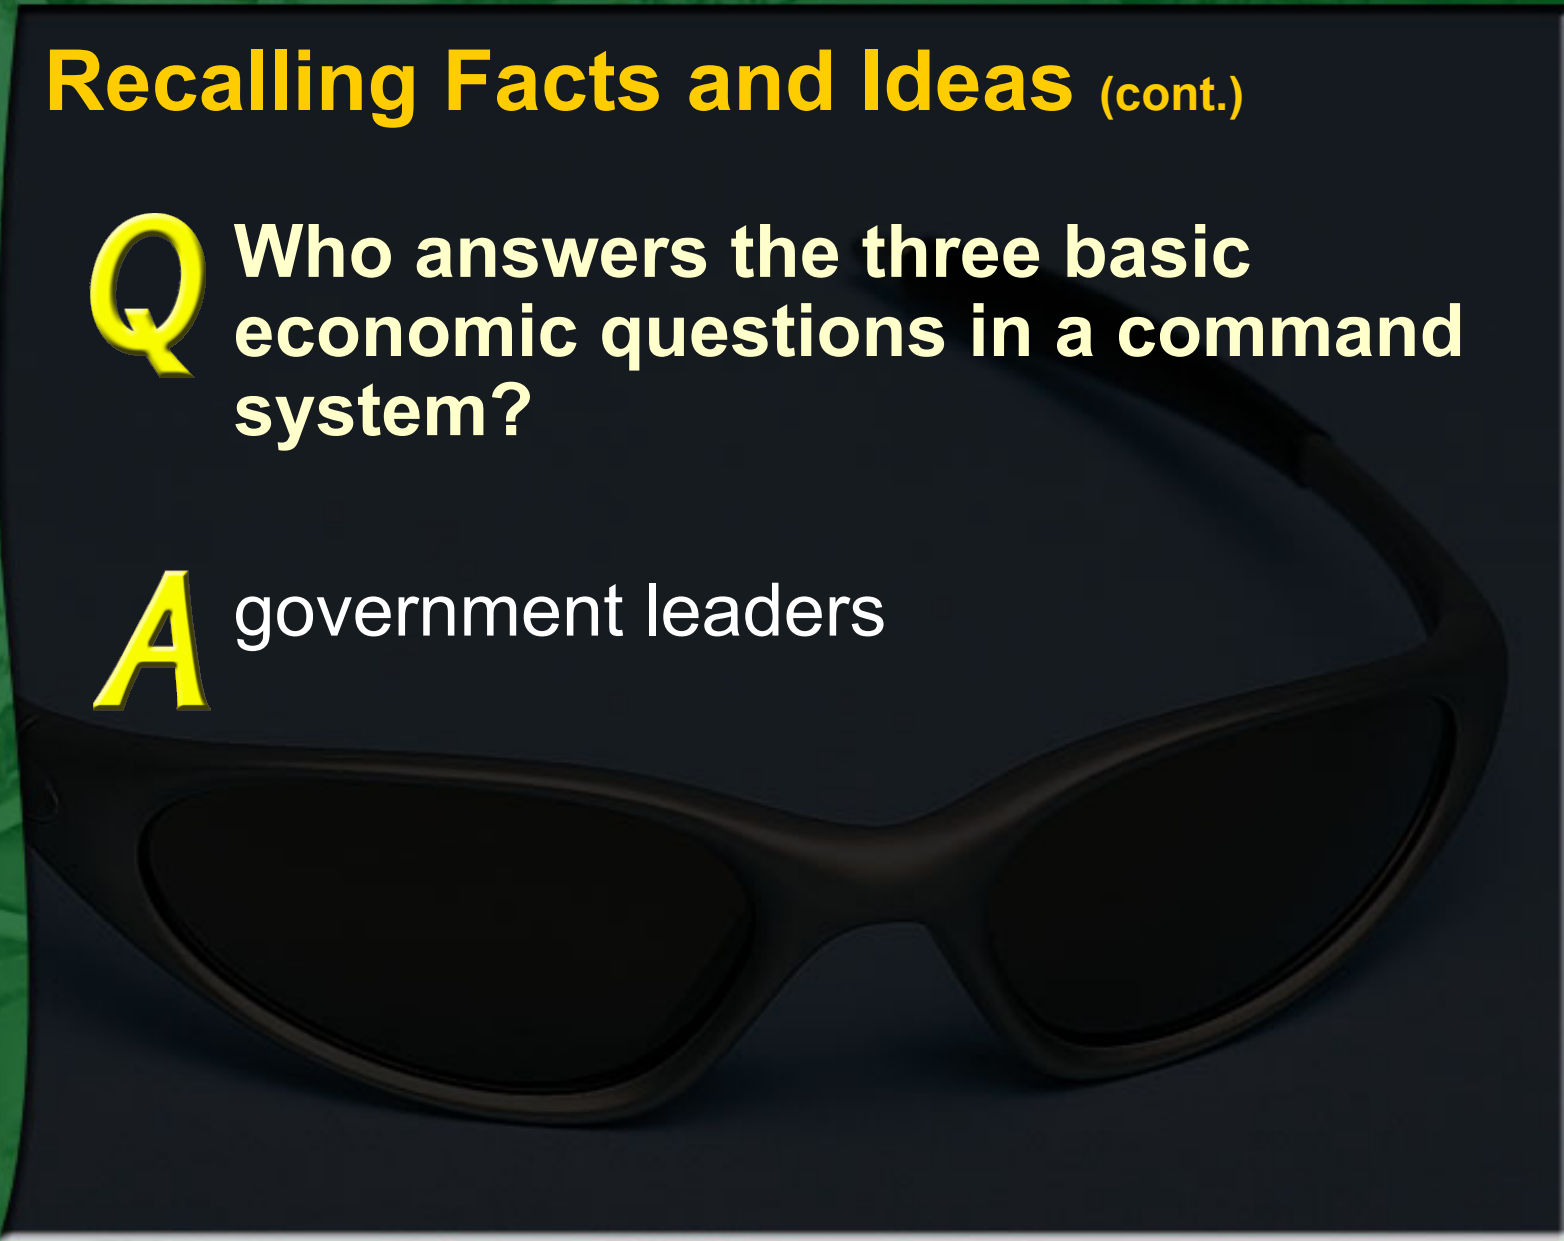 Recalling Facts and Ideas (cont.)
Q Who answers the three basic
economic questions in a command
system?
A government leaders